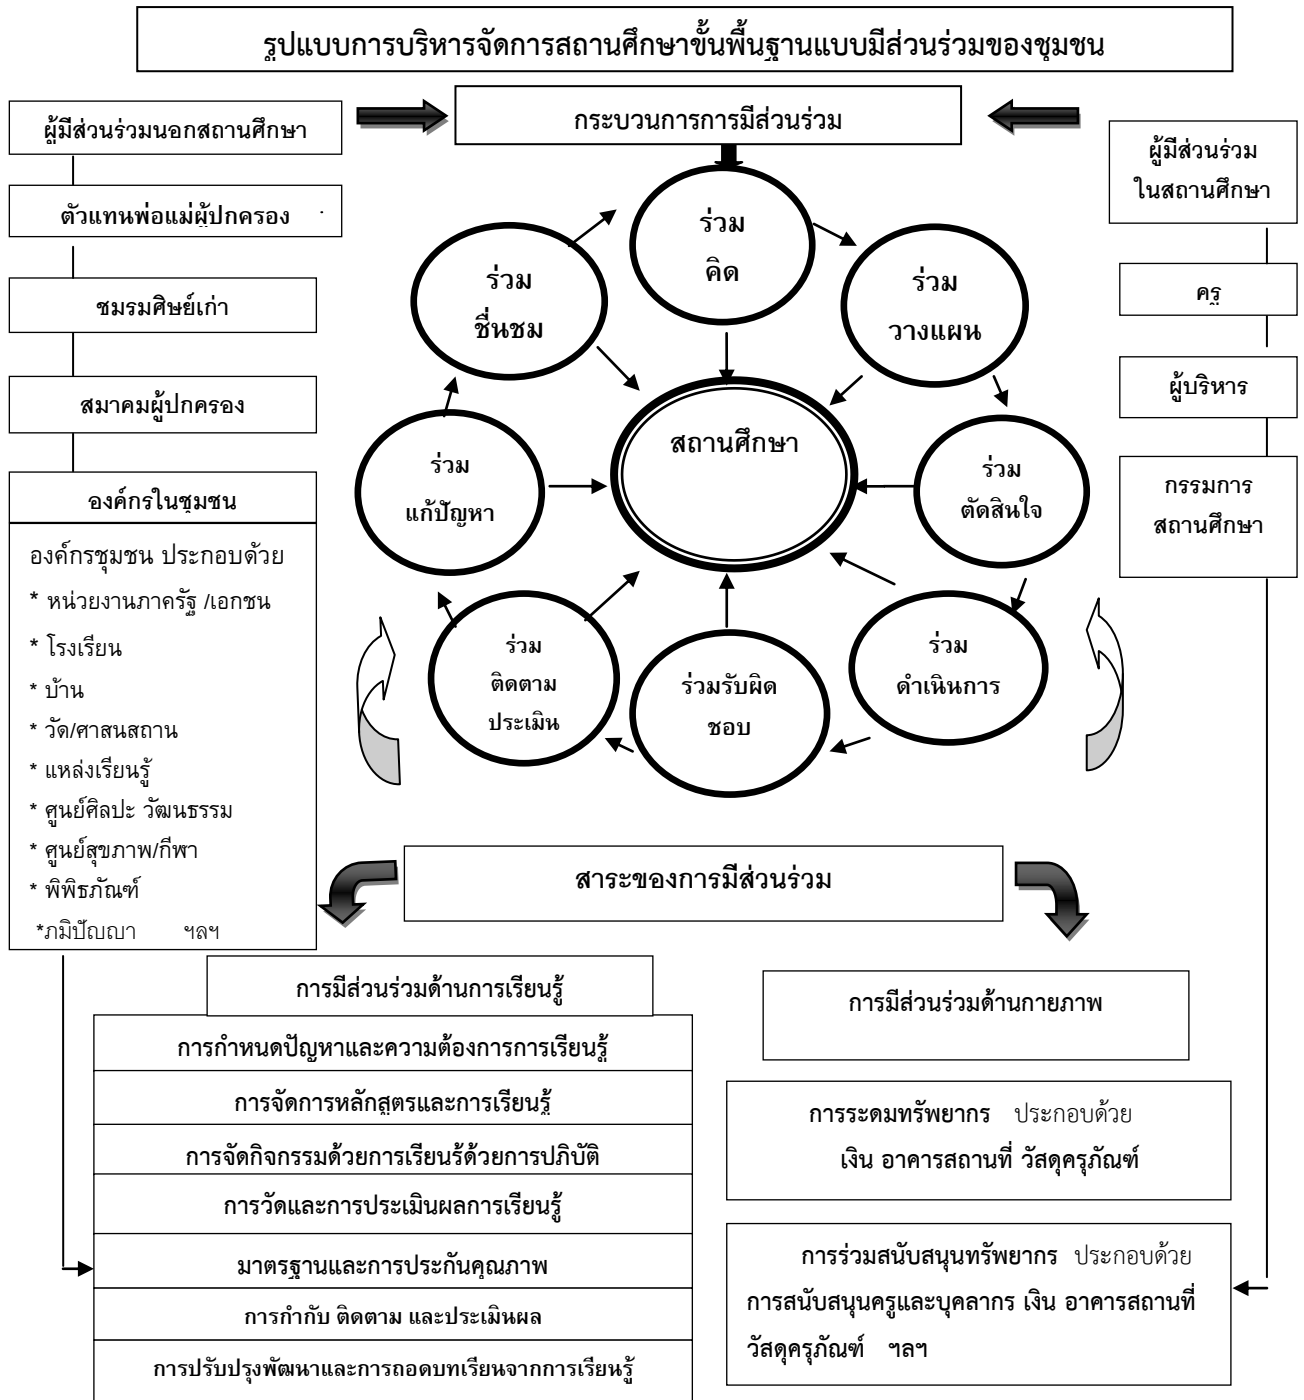 รูปแบบการบริหารจัดการสถานศึกษาขั้นพื้นฐานแบบมีส่วนร่วมของชุมชน
ผู้มีส่วนร่วมนอกสถานศึกษา
กระบวนการการมีส่วนร่วม
ผู้มีส่วนร่วม
ในสถานศึกษา
ตัวแทนพ่อแม่ผู้ปกครอง
ชมรมศิษย์เก่า
สมาคมผู้ปกครอง
องค์กรในชุมชน
องค์กรชุมชน ประกอบด้วย
* หน่วยงานภาครัฐ /เอกชน
* โรงเรียน
* บ้าน
* วัด/ศาสนสถาน
* แหล่งเรียนรู้
* ศูนย์ศิลปะ วัฒนธรรม
* ศูนย์สุขภาพ/กีฬา
* พิพิธภัณฑ์
*ภูมิปัญญา ฯลฯ
ร่วม
คิด
ร่วม
วางแผน
ร่วม
ตัดสินใจ
ร่วม
ดำเนินการ
ร่วมรับผิด
ชอบ
ร่วม
ติดตาม
ประเมิน
ร่วม
แก้ปัญหา
ร่วม
ชื่นชม
สถานศึกษา
ครู
ผู้บริหาร
กรรมการ
สถานศึกษา
สาระของการมีส่วนร่วม
การมีส่วนร่วมด้านการเรียนรู้
การกำหนดปัญหาและความต้องการการเรียนรู้
การจัดการหลักสูตรและการเรียนรู้
การจัดกิจกรรมด้วยการเรียนรู้ด้วยการปฏิบัติ
การวัดและการประเมินผลการเรียนรู้
มาตรฐานและการประกันคุณภาพ
การกำกับ ติดตาม และประเมินผล
การปรับปรุงพัฒนาและการถอดบทเรียนจากการเรียนรู้
การมีส่วนร่วมด้านกายภาพ
การระดมทรัพยากร ประกอบด้วย
เงิน อาคารสถานที่ วัสดุครุภัณฑ์
การร่วมสนับสนุนทรัพยากร ประกอบด้วย
การสนับสนุนครูและบุคลากร เงิน อาคารสถานที่
วัสดุครุภัณฑ์ ฯลฯ